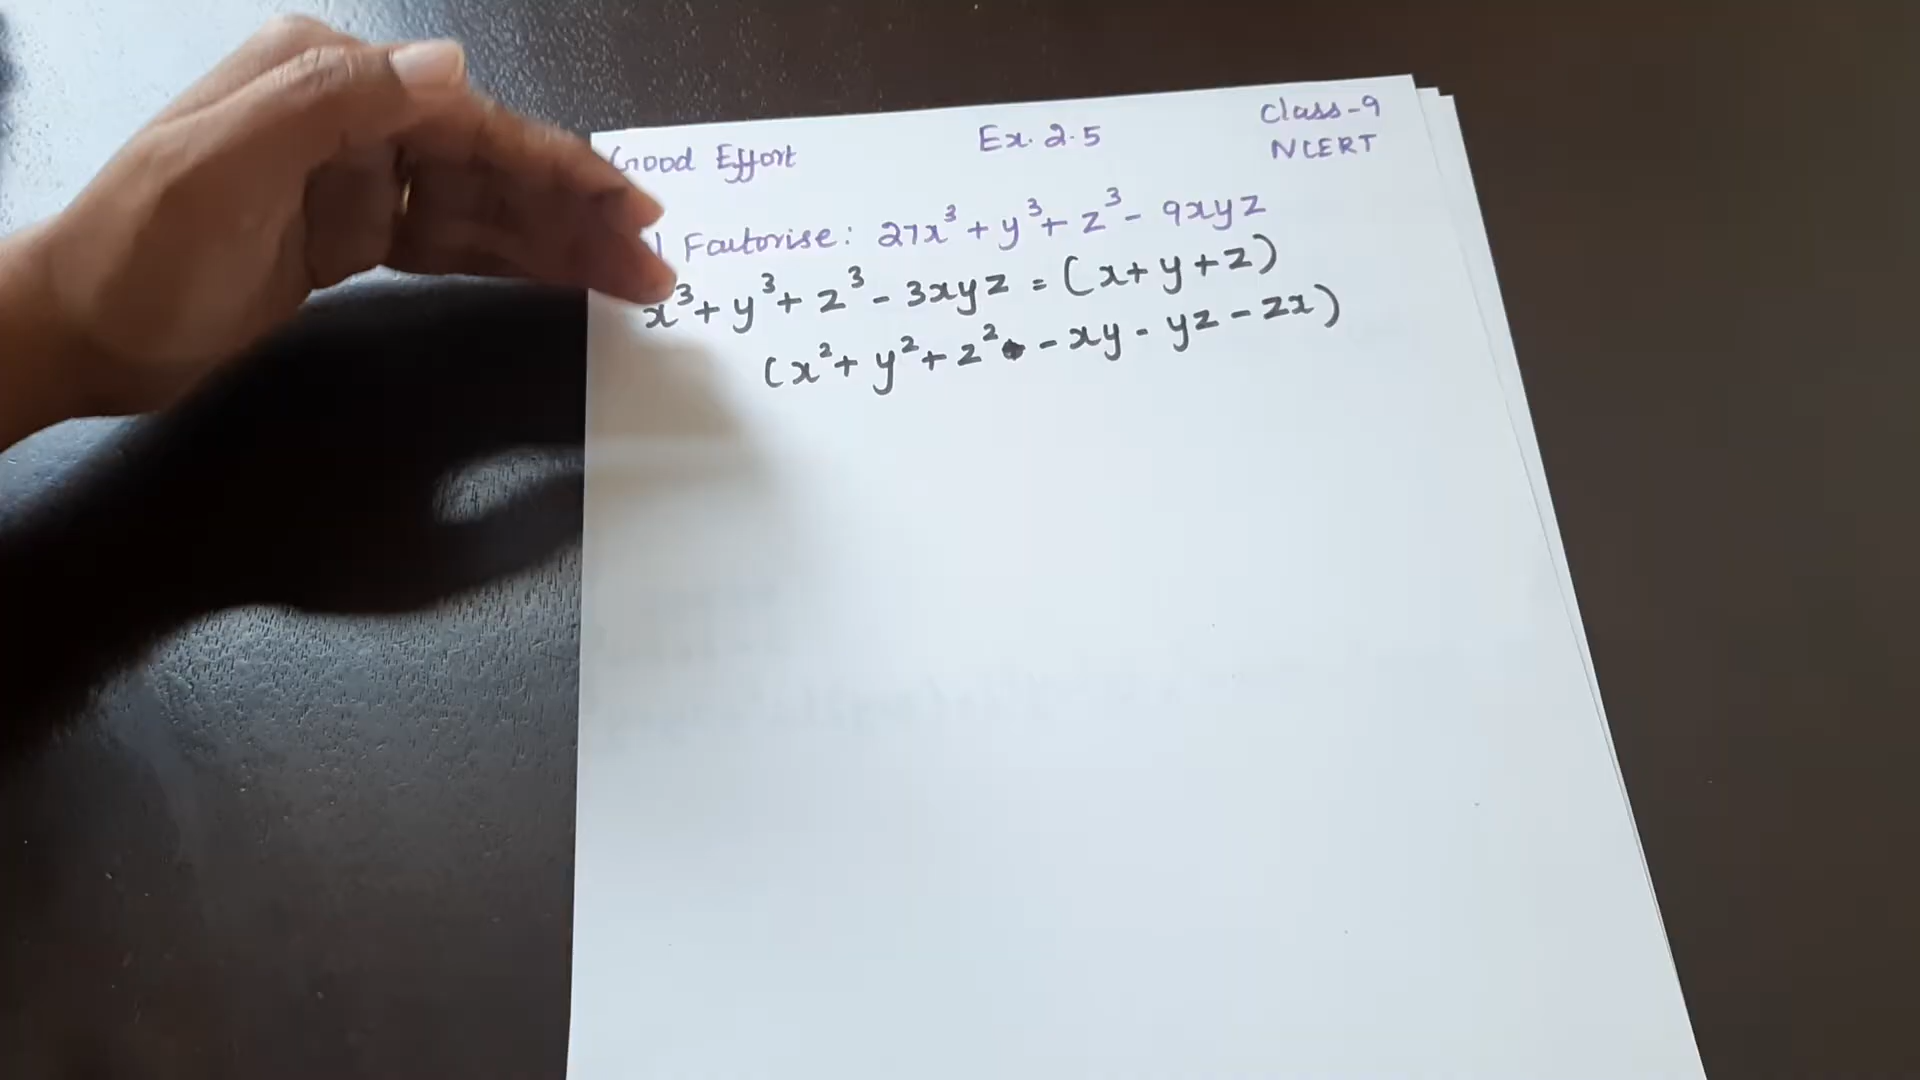 Good Effort Ex. 2.5 Class-9
NCERT
Factorise: 27x³ + y³ + z³ - 9xyz
x³ + y³ + z³ - 3xyz = (x + y + z)
(x² + y² + z² - xy - yz - zx)